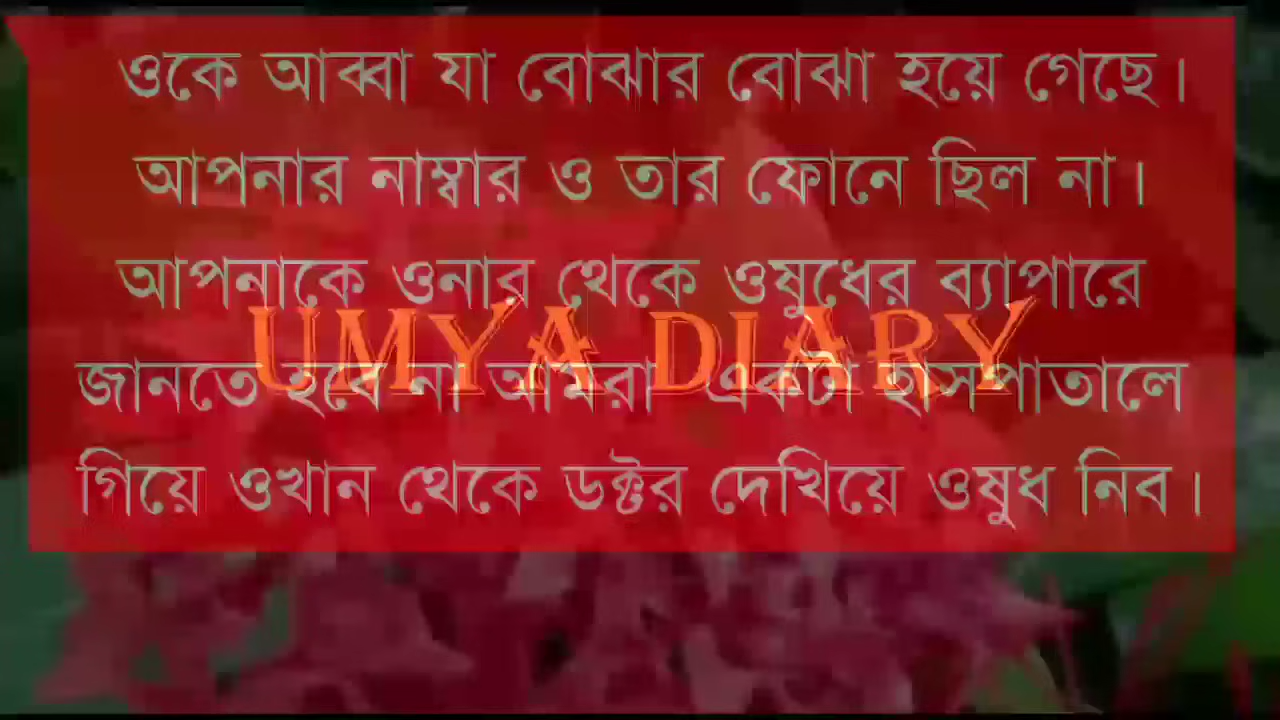 ওকে আব্বা যা বোঝার বোঝা হয়ে গেছে।
আপনার নাম্বার ও তার ফোনে ছিল না।
আপনাকে ওনার থেকে ওষুধের ব্যাপারে
UMYA DIARY
জানতে হবে না আমরা একটা হাসপাতালে
গিয়ে ওখান থেকে ডক্টর দেখিয়ে ওষুধ নিব।